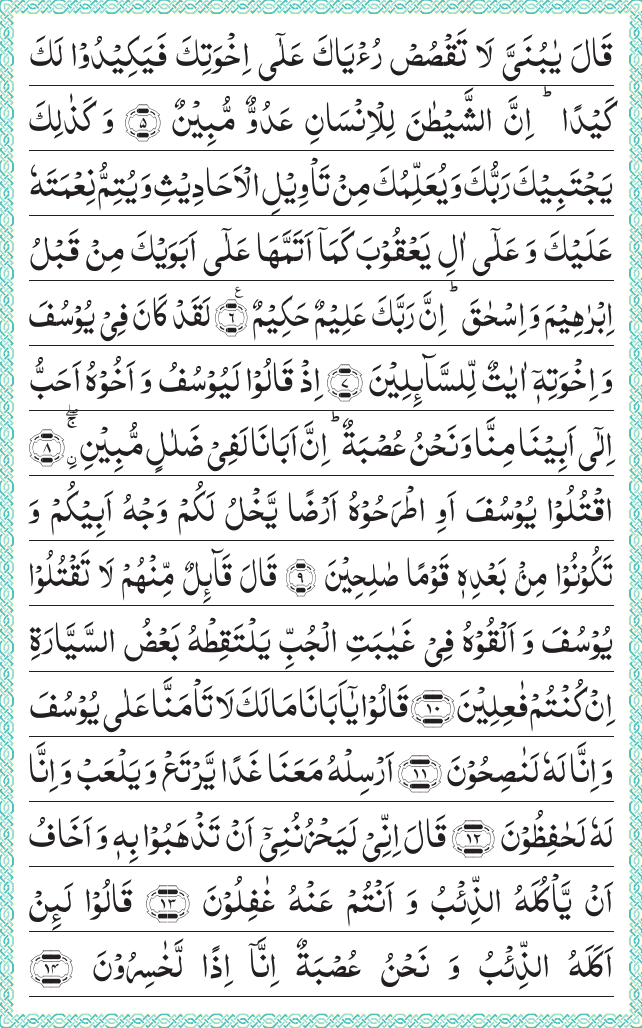 قَالَ يٰبُنَىَّ لَا تَقْصُصْ رُءْيَاكَ عَلٰٓى اِخْوَتِكَ فَيَكِيْدُوْا لَكَ
كَيْدًا ؕ اِنَّ الشَّيْطٰنَ لِلْاِنْسَانِ عَدُوٌّ مُّبِيْنٌ ﴿۵﴾ وَ كَذٰلِكَ
يَجْتَبِيْكَ رَبُّكَ وَيُعَلِّمُكَ مِنْ تَاْوِيْلِ الْاَحَادِيْثِ وَيُتِمُّ نِعْمَتَهٗ
عَلَيْكَ وَ عَلٰٓى اٰلِ يَعْقُوْبَ كَمَاۤ اَتَمَّهَا عَلٰٓى اَبَوَيْكَ مِنْ قَبْلُ
اِبْرٰهِيْمَ وَاِسْحٰقَ ؕ اِنَّ رَبَّكَ عَلِيْمٌ حَكِيْمٌ ﴿۶﴾ ع لَقَدْ كَانَ فِىْ يُوْسُفَ
وَاِخْوَتِهٖۤ اٰيٰتٌ لِّلسَّآئِلِيْنَ ﴿۷﴾ اِذْ قَالُوْا لَيُوْسُفُ وَ اَخُوْهُ اَحَبُّ
اِلٰٓى اَبِيْنَا مِنَّا وَنَحْنُ عُصْبَةٌ ؕ اِنَّ اَبَانَا لَفِىْ ضَلٰلٍ مُّبِيْنِ ۚۖ ﴿۸﴾
اقْتُلُوْا يُوْسُفَ اَوِ اطْرَحُوْهُ اَرْضًا يَّخْلُ لَكُمْ وَجْهُ اَبِيْكُمْ وَ
تَكُوْنُوْا مِنْۢ بَعْدِهٖ قَوْمًا صٰلِحِيْنَ ﴿۹﴾ قَالَ قَآئِلٌ مِّنْهُمْ لَا تَقْتُلُوْا
يُوْسُفَ وَ اَلْقُوْهُ فِىْ غَيٰبَتِ الْجُبِّ يَلْتَقِطْهُ بَعْضُ السَّيَّارَةِ
اِنْ كُنْتُمْ فٰعِلِيْنَ ﴿۱۰﴾ قَالُوْا يٰۤاَبَانَا مَا لَكَ لَا تَاْمَنَّا عَلٰى يُوْسُفَ
وَاِنَّا لَهٗ لَنٰصِحُوْنَ ﴿۱۱﴾ اَرْسِلْهُ مَعَنَا غَدًا يَّرْتَعْ وَ يَلْعَبْ وَ اِنَّا
لَهٗ لَحٰفِظُوْنَ ﴿۱۲﴾ قَالَ اِنِّىْ لَيَحْزُنُنِىْۤ اَنْ تَذْهَبُوْا بِهٖ وَ اَخَافُ
اَنْ يَّاْكُلَهُ الذِّئْبُ وَ اَنْتُمْ عَنْهُ غٰفِلُوْنَ ﴿۱۳﴾ قَالُوْا لَئِنْ
اَكَلَهُ الذِّئْبُ وَ نَحْنُ عُصْبَةٌ اِنَّاۤ اِذًا لَّخٰسِرُوْنَ ﴿۱۴﴾